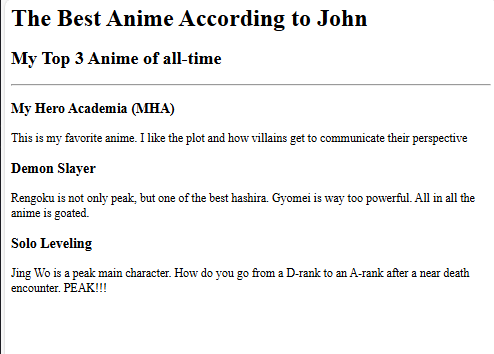 The Best Anime According to John
My Top 3 Anime of all-time
My Hero Academia (MHA)
This is my favorite anime. I like the plot and how villains get to communicate their perspective
Demon Slayer
Rengoku is not only peak, but one of the best hashira. Gyomei is way too powerful. All in all the
anime is goated.
Solo Leveling
Jing Wo is a peak main character. How do you go from a D-rank to an A-rank after a near death
encounter. PEAK!!!